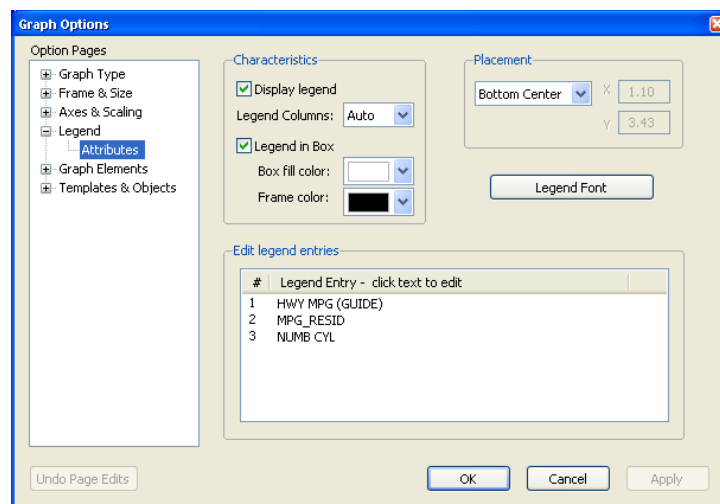 Graph Options
Option Pages
Graph Type
Frame & Size
Axes & Scaling
Legend
Attributes
Graph Elements
Templates & Objects
Characteristics
Display legend
Legend Columns: Auto
Legend in Box
Box fill color:
Frame color:
Placement
Bottom Center X 1.10
Y 3.43
Legend Font
Edit legend entries
# Legend Entry - click text to edit
1 HWY MPG (GUIDE)
2 MPG_RESID
3 NUMB CYL
Undo Page Edits OK Cancel Apply